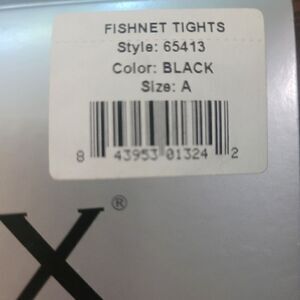 FISHNET TIGHTS
Style: 65413
Color: BLACK
Size: A
8 43953 01324 2
X®